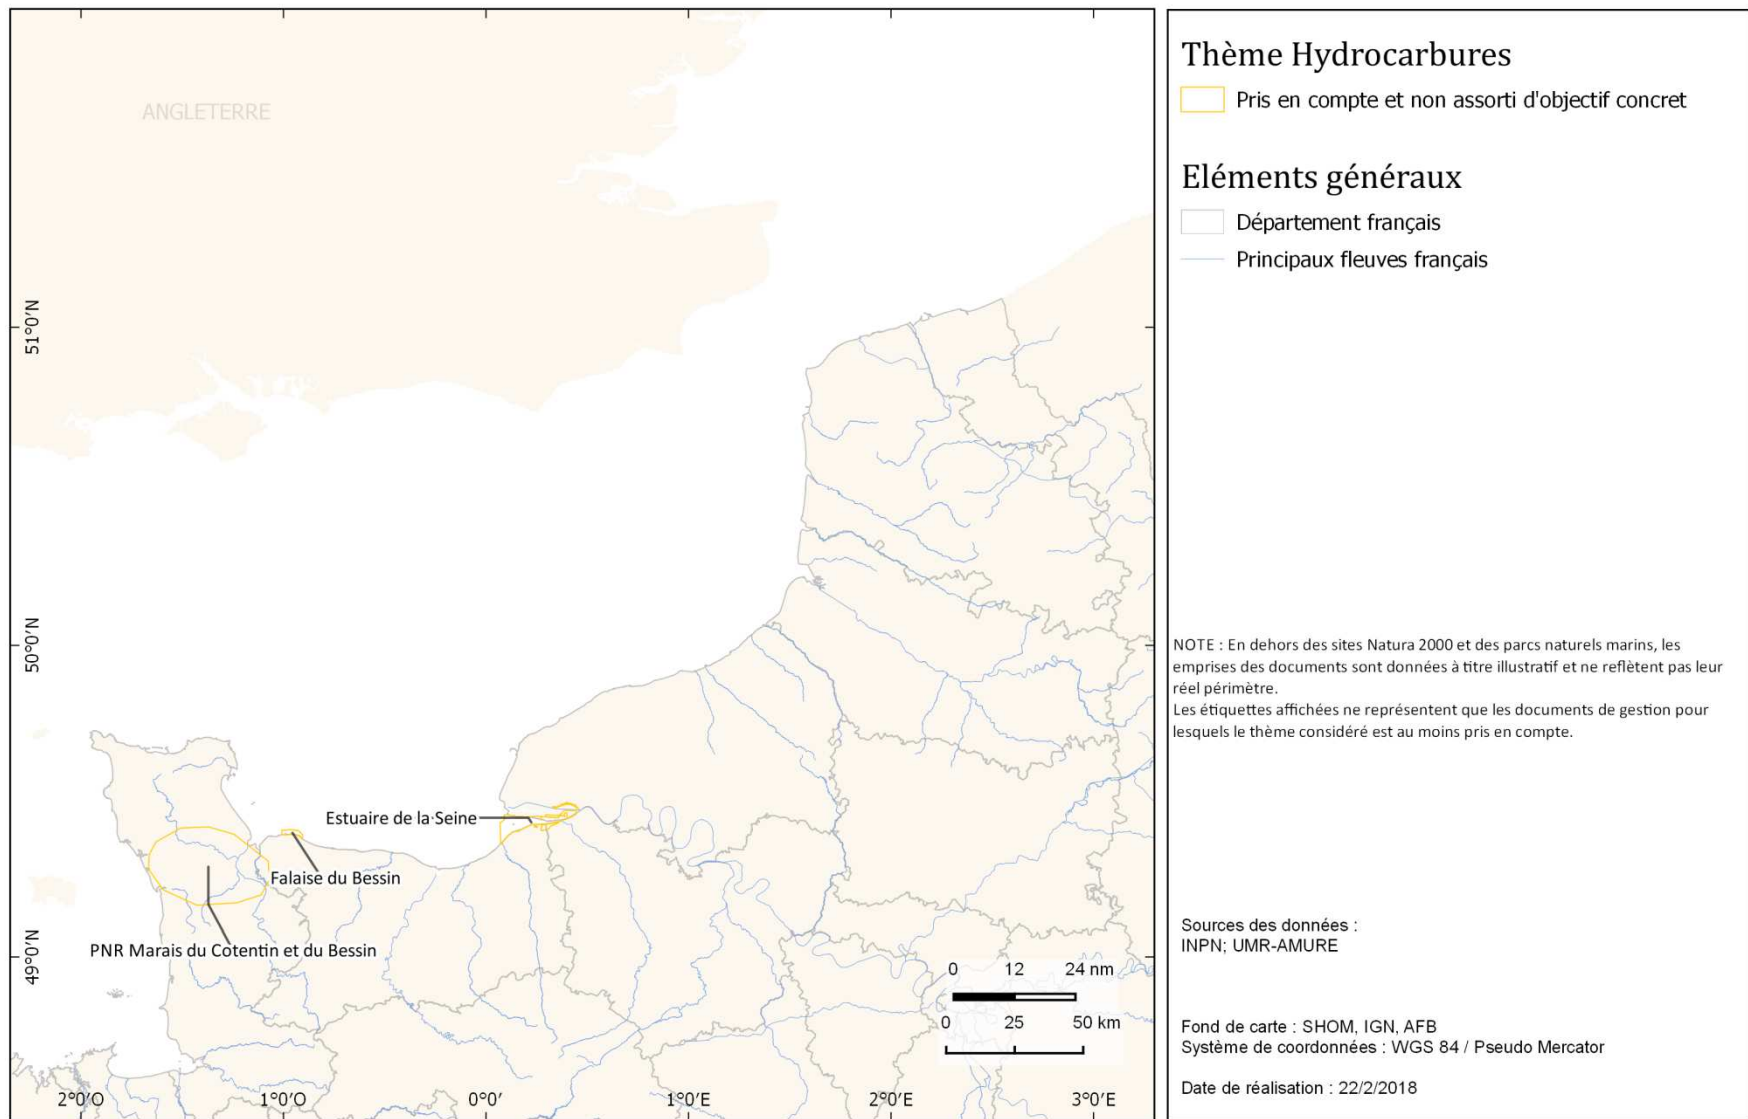 ANGLETERRE
51°0'N
50°0'N
49°0'N
Estuaire de la Seine
Falaise du Bessin
PNR Marais du Cotentin et du Bessin
0 12 24 nm
0 25 50 km
2°0'O 1°0'O 0°0' 1°0'E 2°0'E 3°0'E
Thème Hydrocarbures
Pris en compte et non assorti d'objectif concret
Eléments généraux
Département français
Principaux fleuves français
NOTE : En dehors des sites Natura 2000 et des parcs naturels marins, les
emprises des documents sont données à titre illustratif et ne reflètent pas leur
réel périmètre.
Les étiquettes affichées ne représentent que les documents de gestion pour
lesquels le thème considéré est au moins pris en compte.
Sources des données :
INPN; UMR-AMURE
Fond de carte : SHOM, IGN, AFB
Système de coordonnées : WGS 84 / Pseudo Mercator
Date de réalisation : 22/2/2018